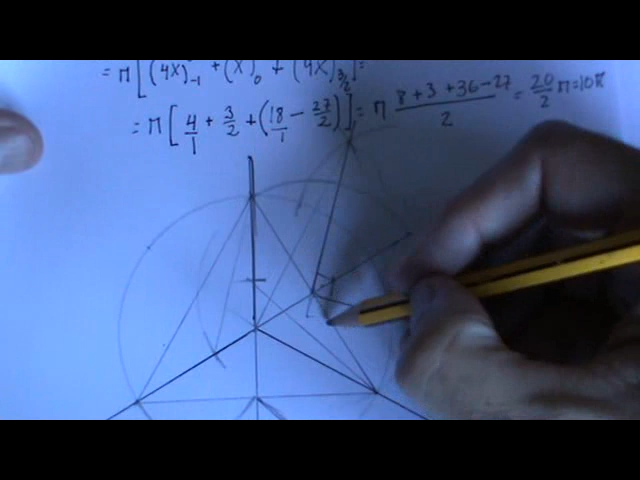 = π[(4x)₋₁ + (x)₀ + (4x)₃/₂]=
= π[4/1 + 3/2 + (18/1 − 27/2)] = π (8 + 3 + 36 − 27)/2 = 20/2 π = 10π